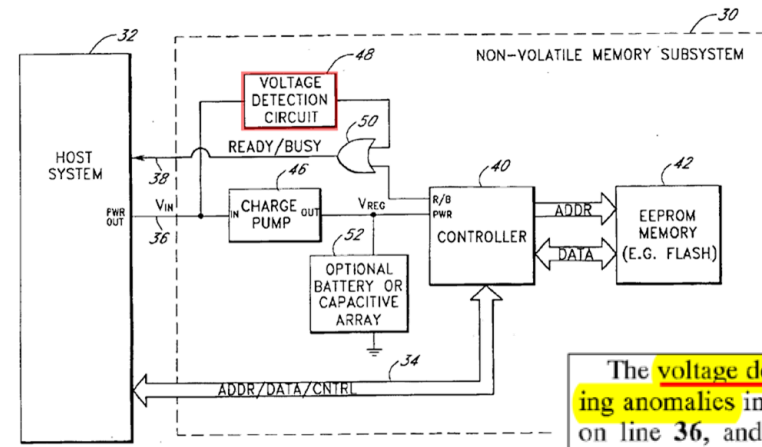 32
30
NON-VOLATILE MEMORY SUBSYSTEM
48
VOLTAGE
DETECTION
CIRCUIT
50
READY/BUSY
38
HOST
SYSTEM
PWR
OUT
VIN
36
46
IN CHARGE OUT
PUMP
VREG
40
R/B
PWR
CONTROLLER
ADDR
DATA
42
EEPROM
MEMORY
(E.G. FLASH)
52
OPTIONAL
BATTERY OR
CAPACITIVE
ARRAY
34
ADDR/DATA/CNTRL
The voltage de
ing anomalies in
on line 36, and